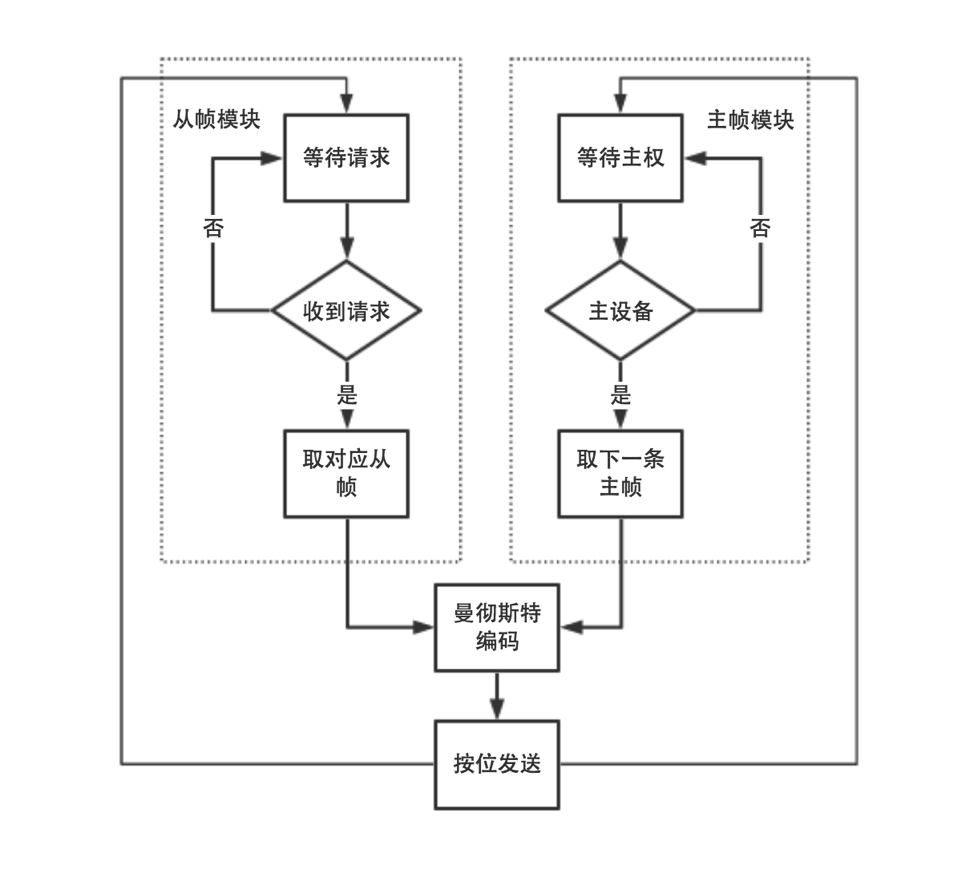 从帧模块
等待请求
否
收到请求
是
取对应从
帧
主帧模块
等待主权
否
主设备
是
取下一条
主帧
曼彻斯特
编码
按位发送